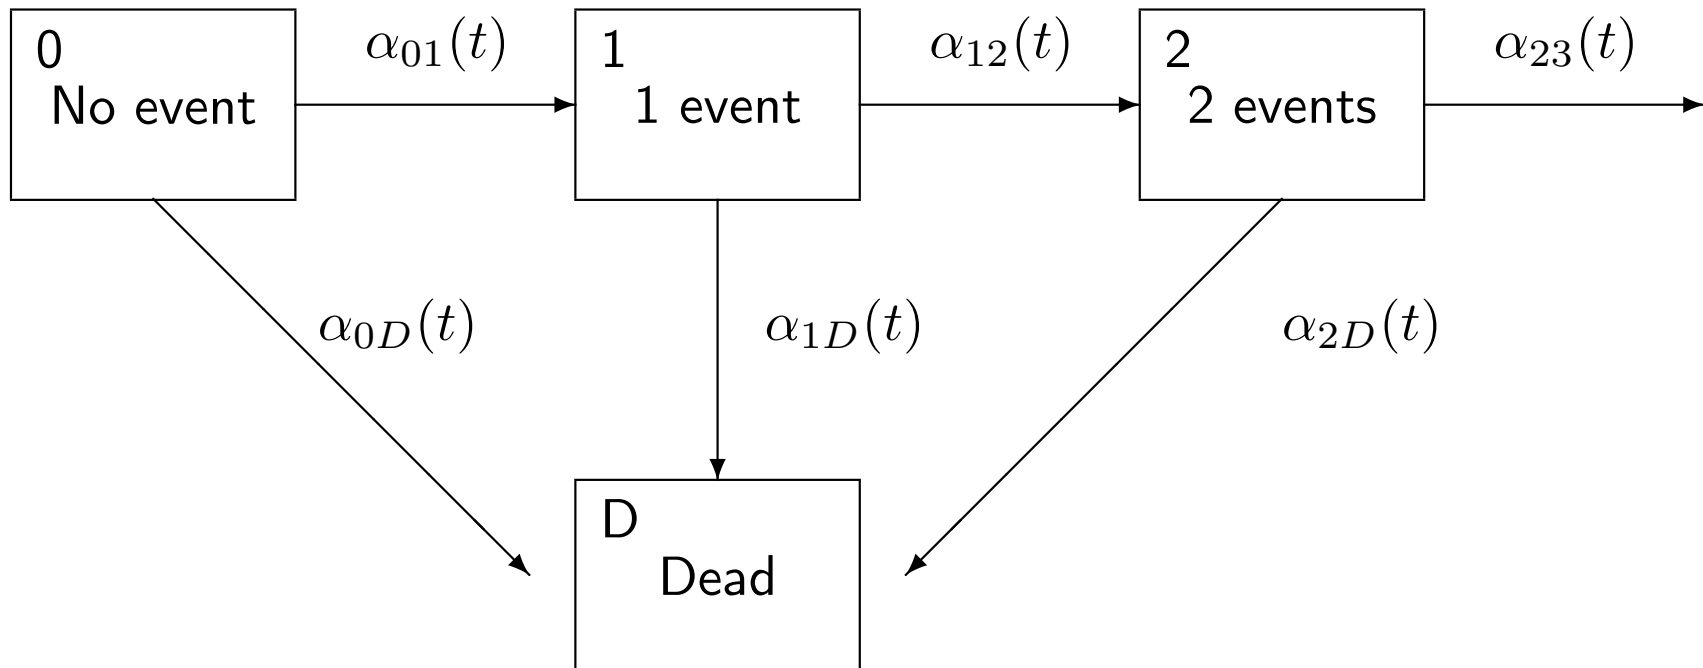 0
No event
α₀₁(t)
1
1 event
α₁₂(t)
2
2 events
α₂₃(t)
α₀D(t)
α₁D(t)
α₂D(t)
D
Dead